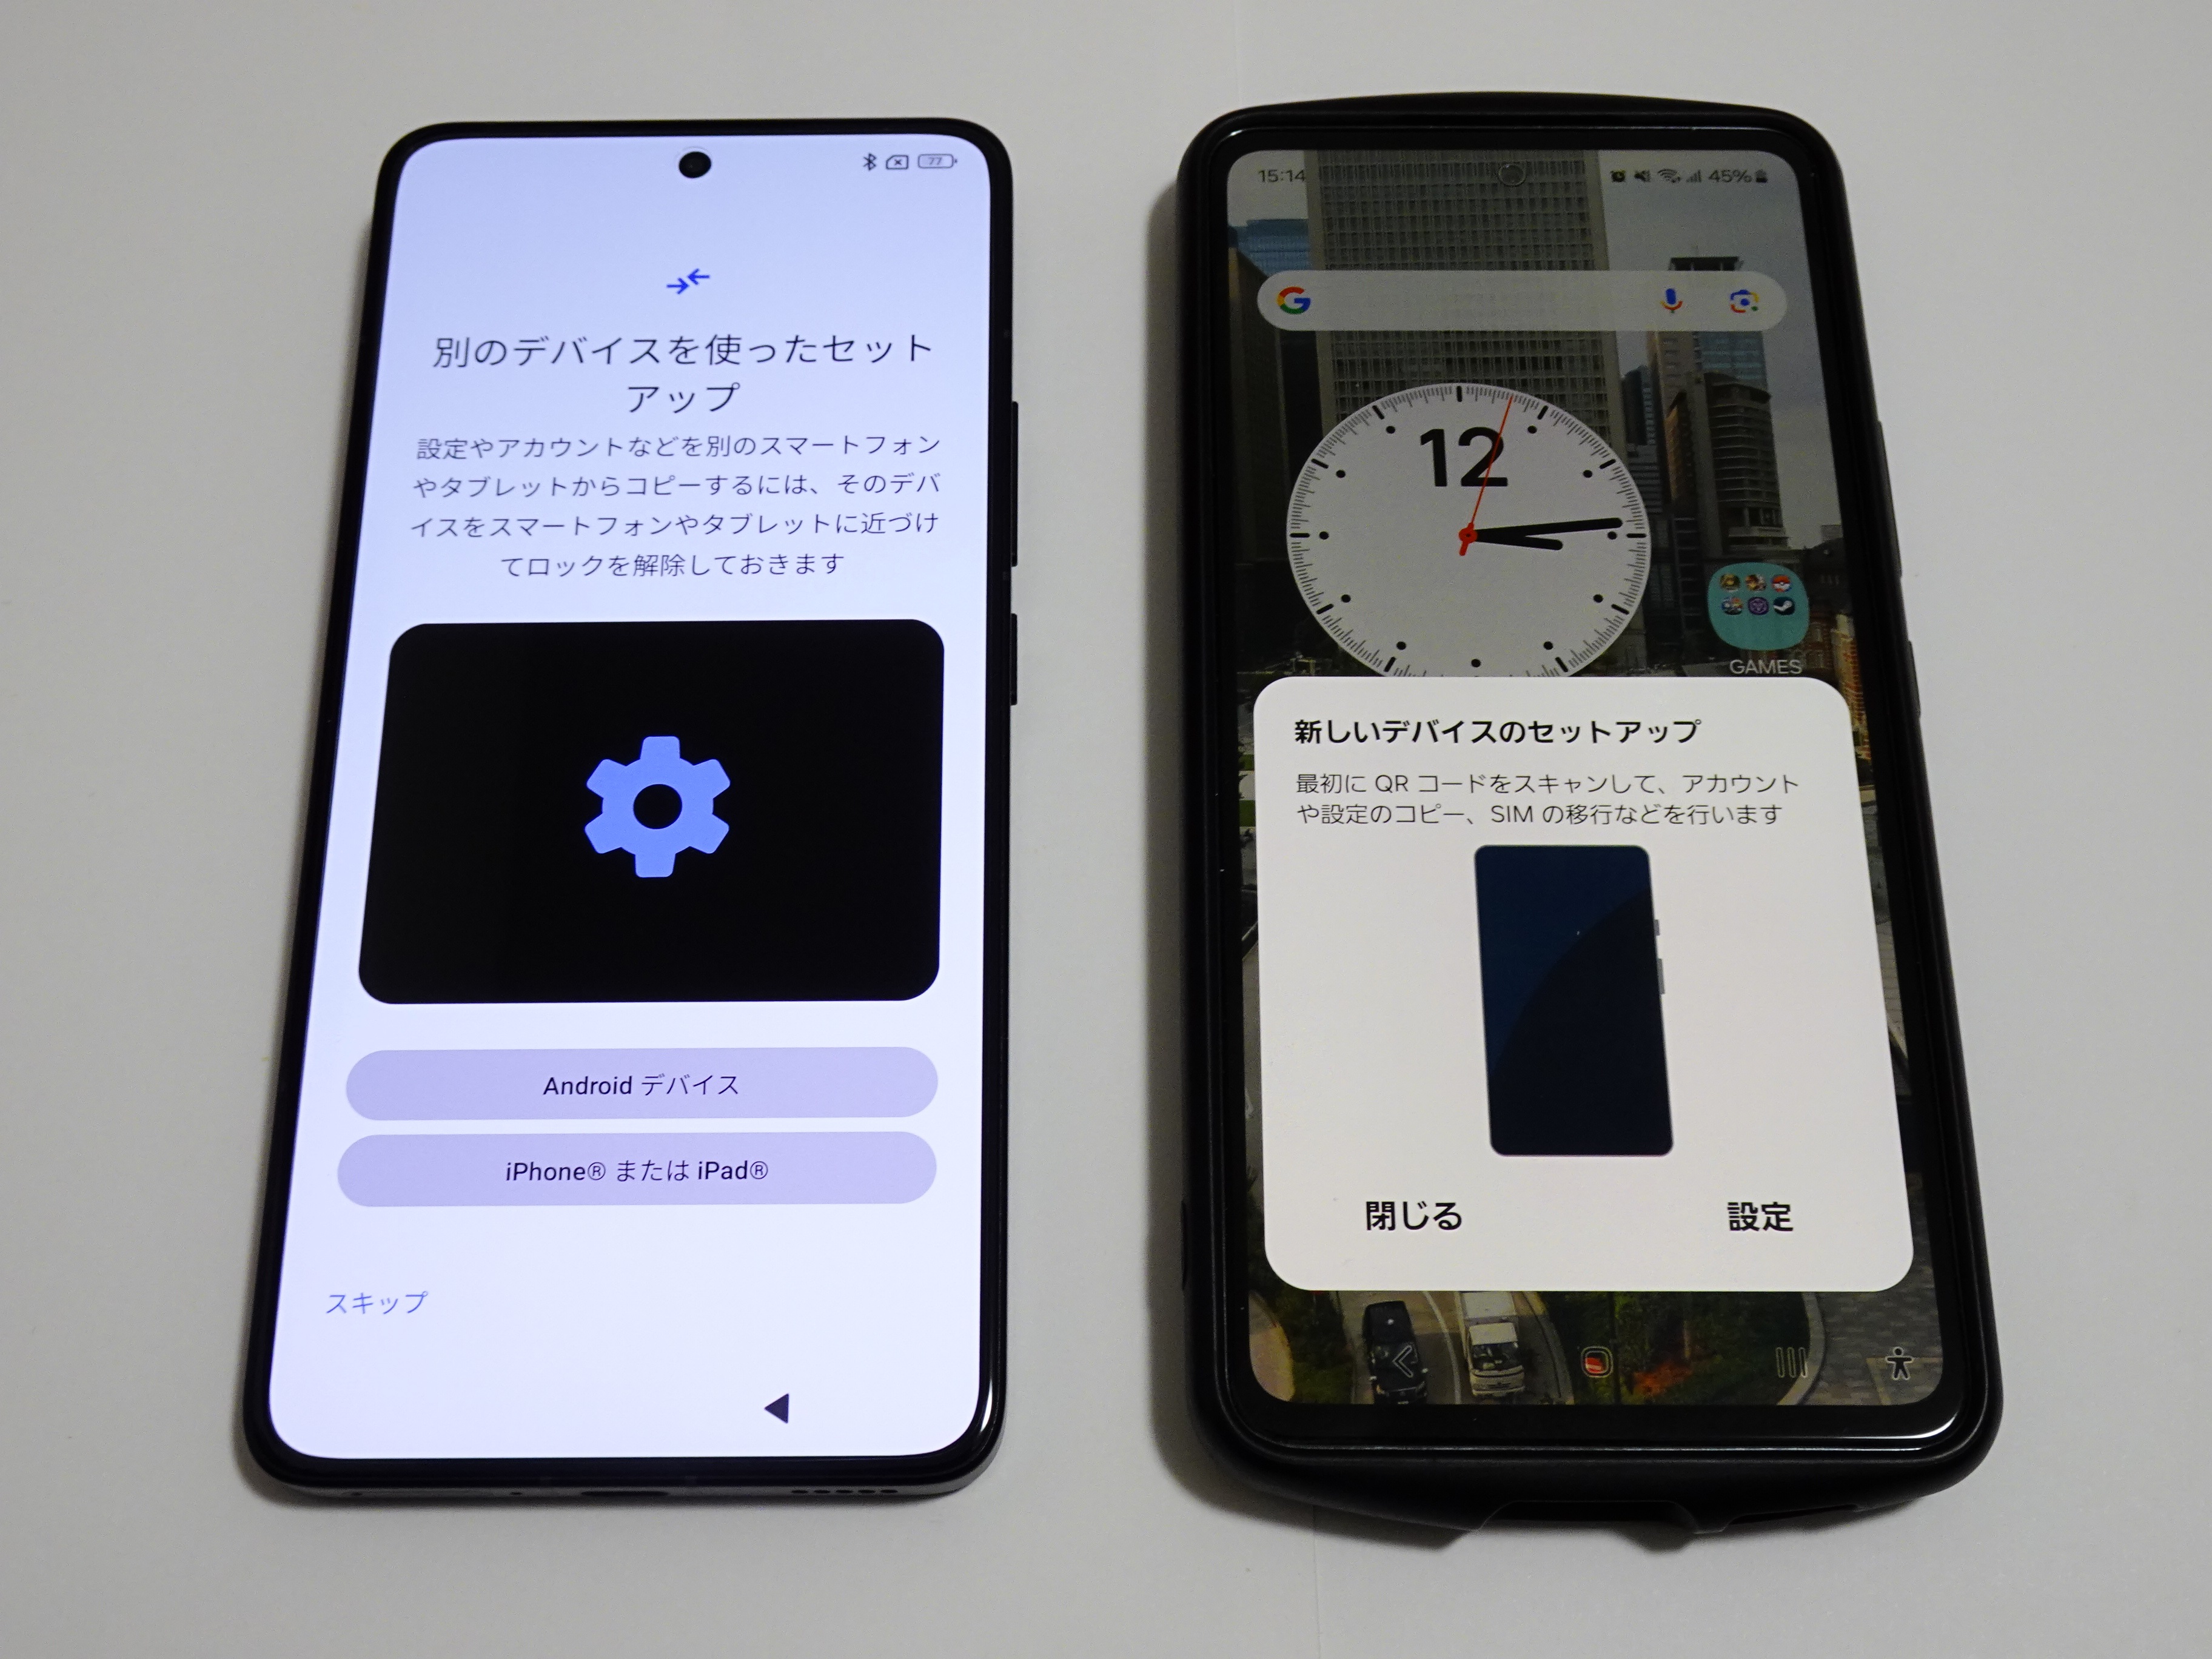 77
別のデバイスを使ったセット
アップ
設定やアカウントなどを別のスマートフォン
やタブレットからコピーするには、そのデバ
イスをスマートフォンやタブレットに近づけ
てロックを解除しておきます
Android デバイス
iPhone® または iPad®
スキップ
15:14
45%
G
12
GAMES
新しいデバイスのセットアップ
最初に QR コードをスキャンして、アカウント
や設定のコピー、SIM の移行などを行います
閉じる
設定